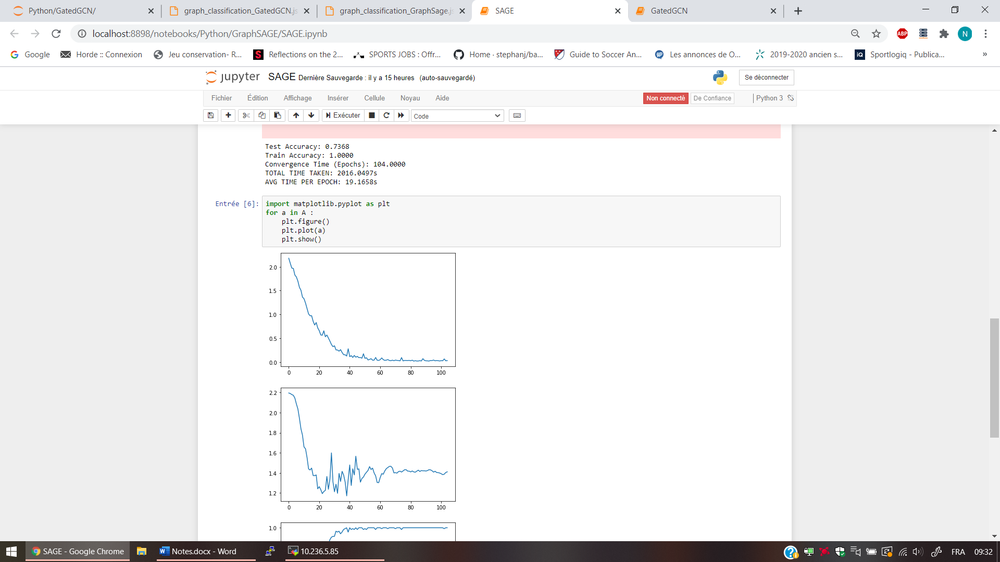 Python/GatedGCN/
graph_classification_GatedGCN.js
graph_classification_GraphSage.js
SAGE
GatedGCN
localhost:8898/notebooks/Python/GraphSAGE/SAGE.ipynb
ABP
N
Google
Horde :: Connexion
Jeu conservation- R...
S
Reflections on the 2...
SPORTS JOBS : Offr...
Home · stephanj/ba...
Guide to Soccer An...
yp
Les annonces de O...
2019-2020 ancien s...
iQ
Sportlogiq - Publica...
»
jupyter
SAGE Dernière Sauvegarde : il y a 15 heures (auto-sauvegardé)
Se déconnecter
Fichier
Édition
Affichage
Insérer
Cellule
Noyau
Aide
Non connecté
De Confiance
Python 3
Exécuter
Code
Test Accuracy: 0.7368
Train Accuracy: 1.0000
Convergence Time (Epochs): 104.0000
TOTAL TIME TAKEN: 2016.0497s
AVG TIME PER EPOCH: 19.1658s
Entrée [6]:
import matplotlib.pyplot as plt
for a in A :
    plt.figure()
    plt.plot(a)
    plt.show()
2.0
1.5
1.0
0.5
0.0
0 20 40 60 80 100
2.2
2.0
1.8
1.6
1.4
1.2
0 20 40 60 80 100
1.0
SAGE - Google Chrome
Notes.docx - Word
10.236.5.85
FRA
09:32